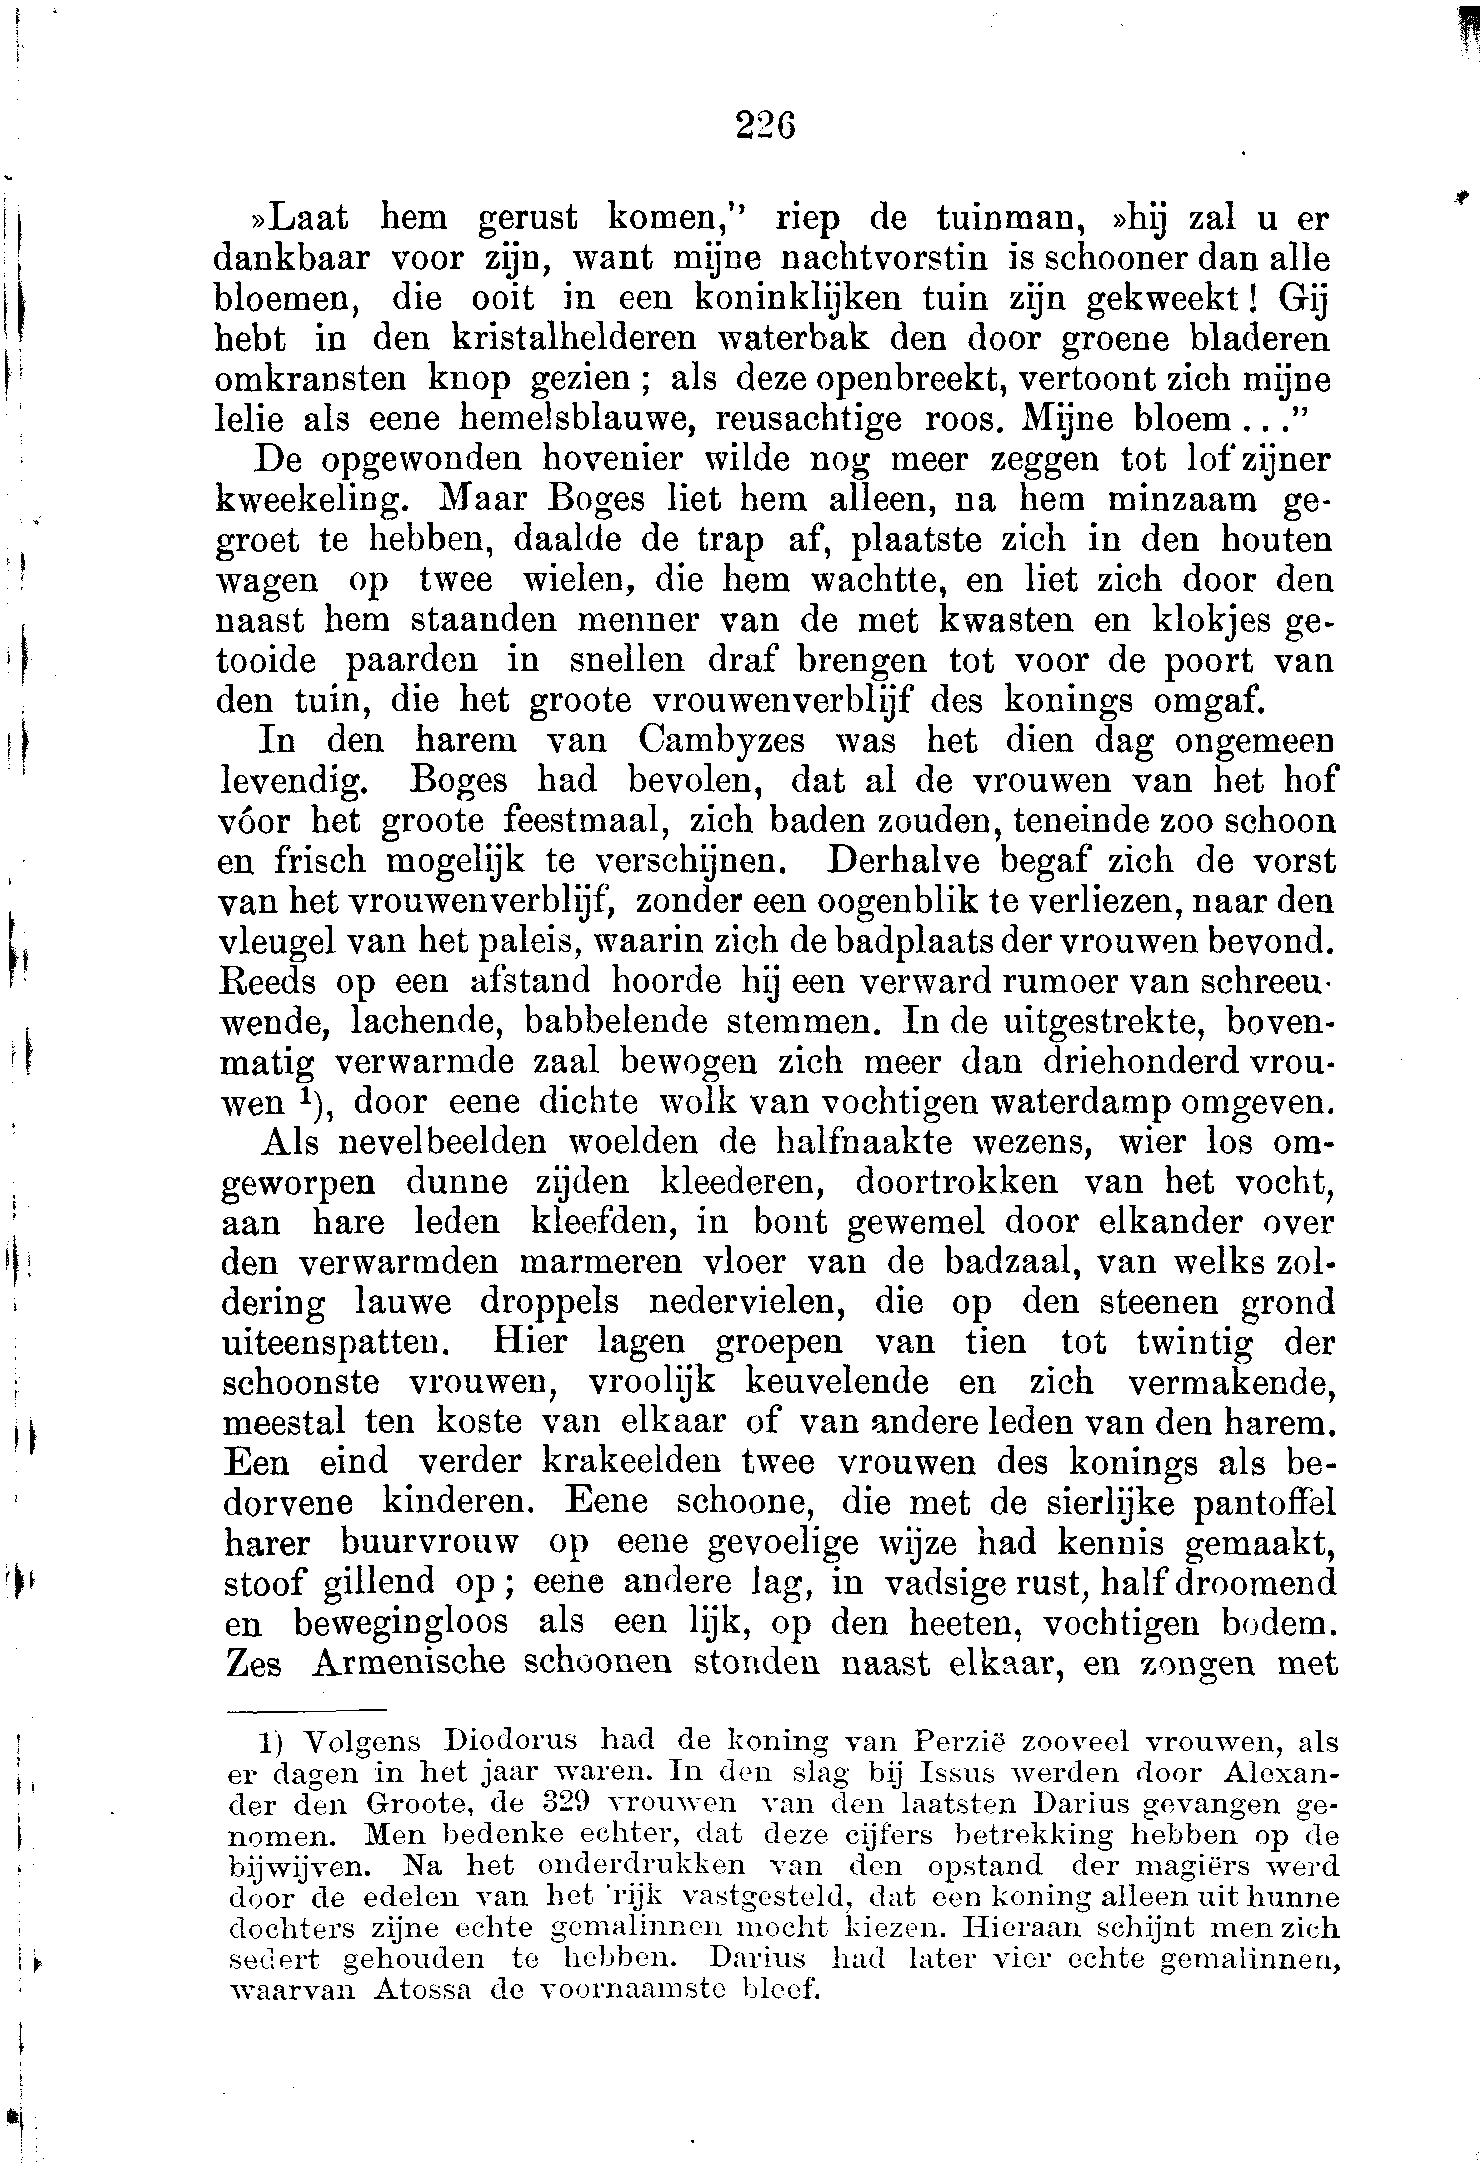 226
»Laat hem gerust komen,” riep de tuinman, »hij zal u er
dankbaar voor zijn, want mijne nachtvorstin is schooner dan alle
bloemen, die ooit in een koninklijken tuin zijn gekweekt! Gij
hebt in den kristalhelderen waterbak den door groene bladeren
omkransten knop gezien; als deze openbreekt, vertoont zich mijne
lelie als eene hemelsblauwe, reusachtige roos. Mijne bloem...”
De opgewonden hovenier wilde nog meer zeggen tot lof zijner
kweekeling. Maar Boges liet hem alleen, na hem minzaam ge-
groet te hebben, daalde de trap af, plaatste zich in den houten
wagen op twee wielen, die hem wachtte, en liet zich door den
naast hem staanden menner van de met kwasten en klokjes ge-
tooide paarden in snellen draf brengen tot voor de poort van
den tuin, die het groote vrouwenverblijf des konings omgaf.
In den harem van Cambyzes was het dien dag ongemeen
levendig. Boges had bevolen, dat al de vrouwen van het hof
vóor het groote feestmaal, zich baden zouden, teneinde zoo schoon
en frisch mogelijk te verschijnen. Derhalve begaf zich de vorst
van het vrouwenverblijf, zonder een oogenblik te verliezen, naar den
vleugel van het paleis, waarin zich de badplaats der vrouwen bevond.
Reeds op een afstand hoorde hij een verward rumoer van schreeu-
wende, lachende, babbelende stemmen. In de uitgestrekte, boven-
matig verwarmde zaal bewogen zich meer dan driehonderd vrou-
wen ¹), door eene dichte wolk van vochtigen waterdamp omgeven.
Als nevelbeelden woelden de halfnaakte wezens, wier los om-
geworpen dunne zijden kleederen, doortrokken van het vocht,
aan hare leden kleefden, in bont gewemel door elkander over
den verwarmden marmeren vloer van de badzaal, van welks zol-
dering lauwe droppels nedervielen, die op den steenen grond
uiteenspatten. Hier lagen groepen van tien tot twintig der
schoonste vrouwen, vroolijk keuvelende en zich vermakende,
meestal ten koste van elkaar of van andere leden van den harem.
Een eind verder krakeelden twee vrouwen des konings als be-
dorvene kinderen. Eene schoone, die met de sierlijke pantoffel
harer buurvrouw op eene gevoelige wijze had kennis gemaakt,
stoof gillend op; eene andere lag, in vadsige rust, half droomend
en bewegingloos als een lijk, op den heeten, vochtigen bodem.
Zes Armenische schoonen stonden naast elkaar, en zongen met
1) Volgens Diodorus had de koning van Perzië zooveel vrouwen, als
er dagen in het jaar waren. In den slag bij Issus werden door Alexan-
der den Groote, de 329 vrouwen van den laatsten Darius gevangen ge-
nomen. Men bedenke echter, dat deze cijfers betrekking hebben op de
bijwijven. Na het onderdrukken van den opstand der magiërs werd
door de edelen van het rijk vastgesteld, dat een koning alleen uit hunne
dochters zijne echte gemalinnen mocht kiezen. Hieraan schijnt men zich
sedert gehouden te hebben. Darius had later vier echte gemalinnen,
waarvan Atossa de voornaamste bleef.